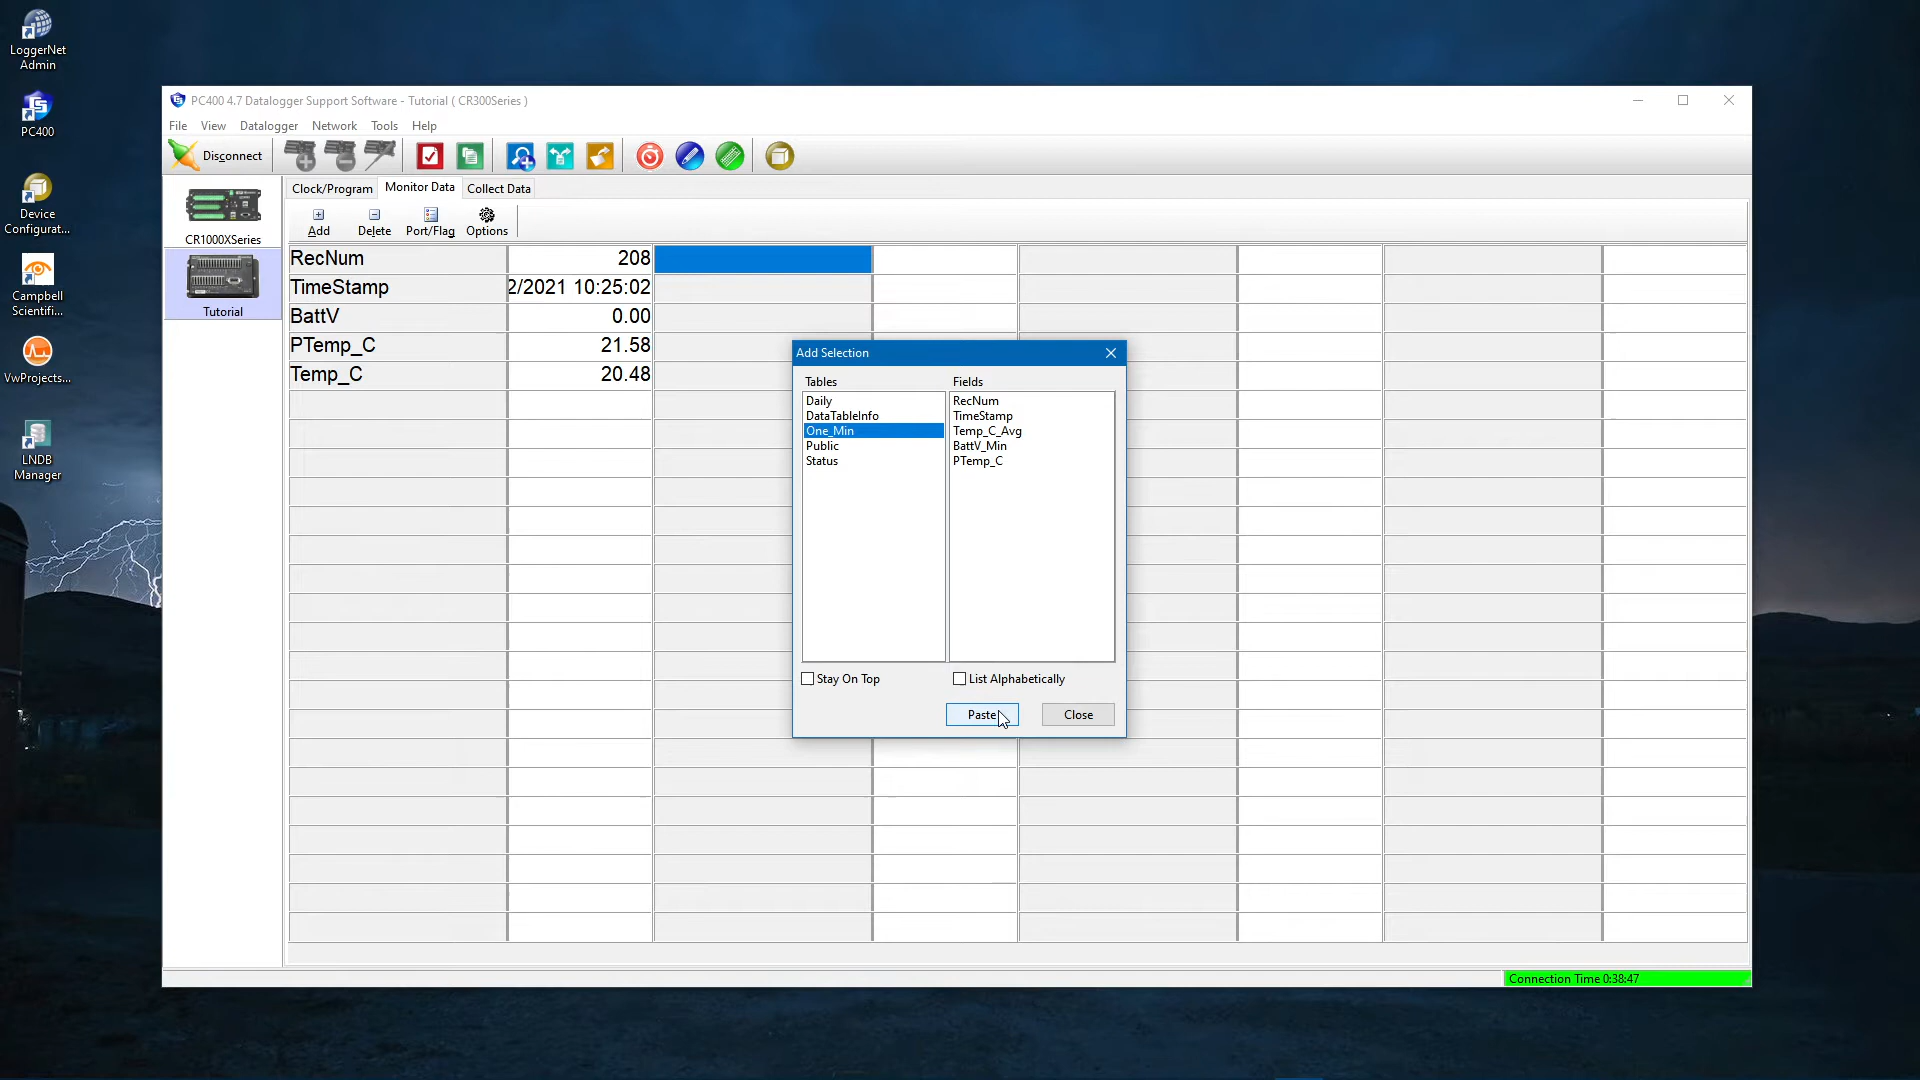 LoggerNet
Admin
PC400
Device
Configurat...
Campbell
Scientifi...
VwProjects...
LNDB
Manager
PC400 4.7 Datalogger Support Software - Tutorial ( CR300Series )
File View Datalogger Network Tools Help
Disconnect
CR1000XSeries
Tutorial
Clock/Program Monitor Data Collect Data
Add Delete Port/Flag Options
RecNum 208
TimeStamp 2/2021 10:25:02
BattV 0.00
PTemp_C 21.58
Temp_C 20.48
Add Selection
Tables Fields
Daily RecNum
DataTableInfo TimeStamp
One_Min Temp_C_Avg
Public BattV_Min
Status PTemp_C
Stay On Top List Alphabetically
Paste Close
Connection Time 0:38:47